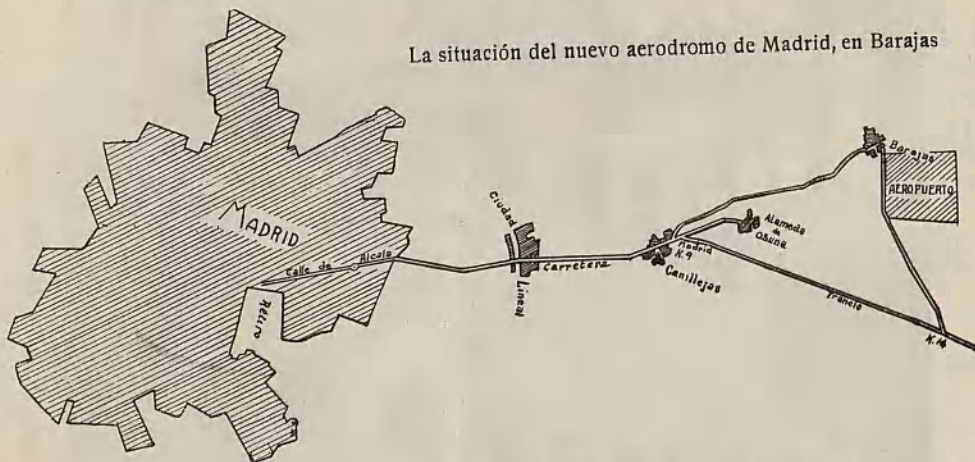 La situación del nuevo aerodromo de Madrid, en Barajas
MADRID
Calle de Alcala
Retiro
Ciudad
Lineal
Carretera
Madrid
K.9
Canillejas
Alameda
de
Osuna
Barajas
AEROPUERTO
Francia
K.14